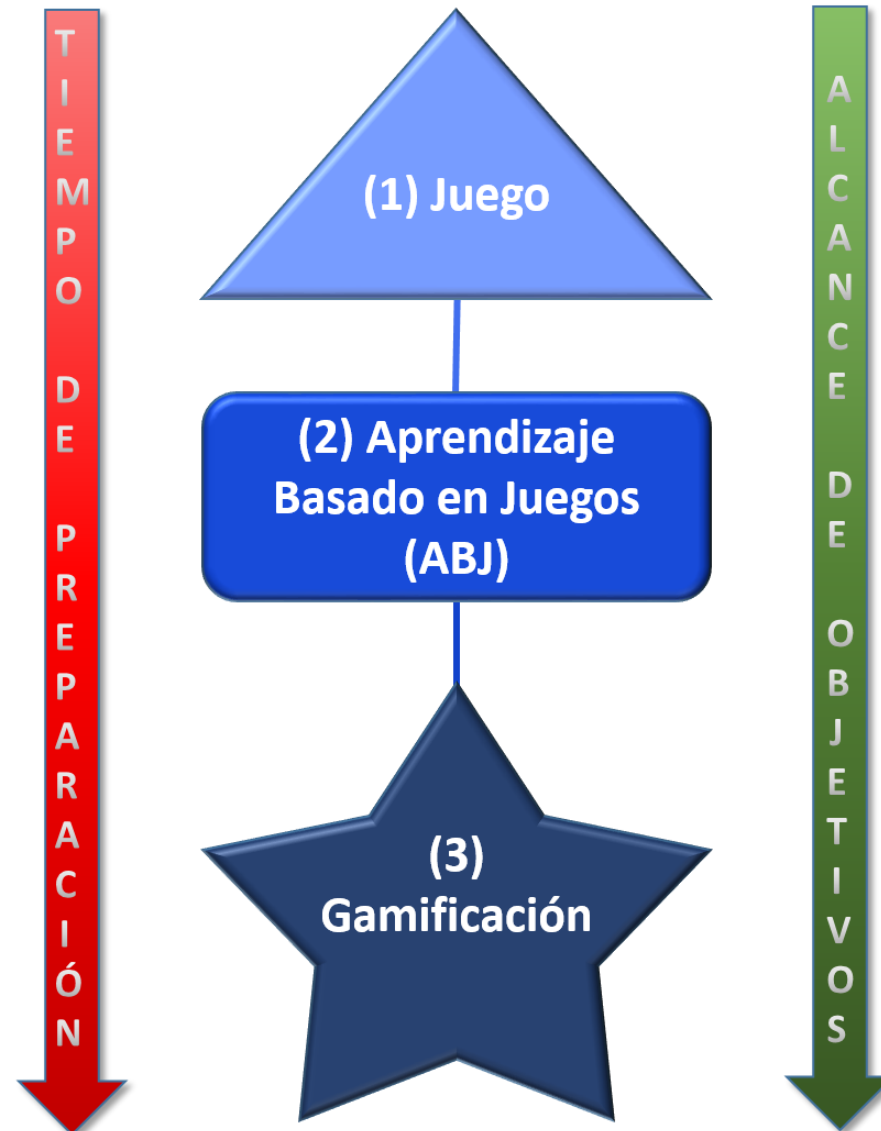 TIEMPO DE PREPARACIÓN
(1) Juego
(2) Aprendizaje
Basado en Juegos
(ABJ)
(3)
Gamificación
ALCANCE DE OBJETIVOS